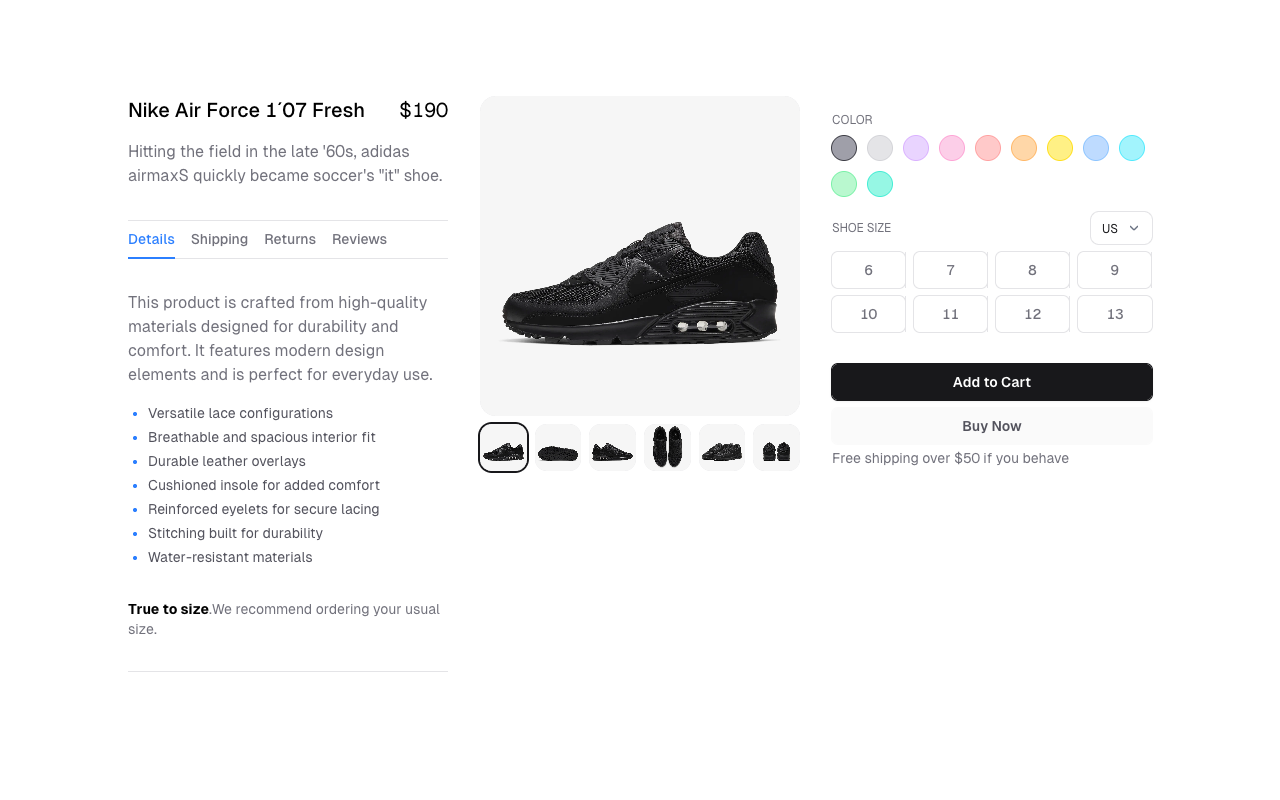 Nike Air Force 1´07 Fresh
$190
Hitting the field in the late '60s, adidas
airmaxS quickly became soccer's "it" shoe.
Details Shipping Returns Reviews
This product is crafted from high-quality
materials designed for durability and
comfort. It features modern design
elements and is perfect for everyday use.
Versatile lace configurations
Breathable and spacious interior fit
Durable leather overlays
Cushioned insole for added comfort
Reinforced eyelets for secure lacing
Stitching built for durability
Water-resistant materials
True to size.We recommend ordering your usual
size.
COLOR
SHOE SIZE
US
6 7 8 9
10 11 12 13
Add to Cart
Buy Now
Free shipping over $50 if you behave